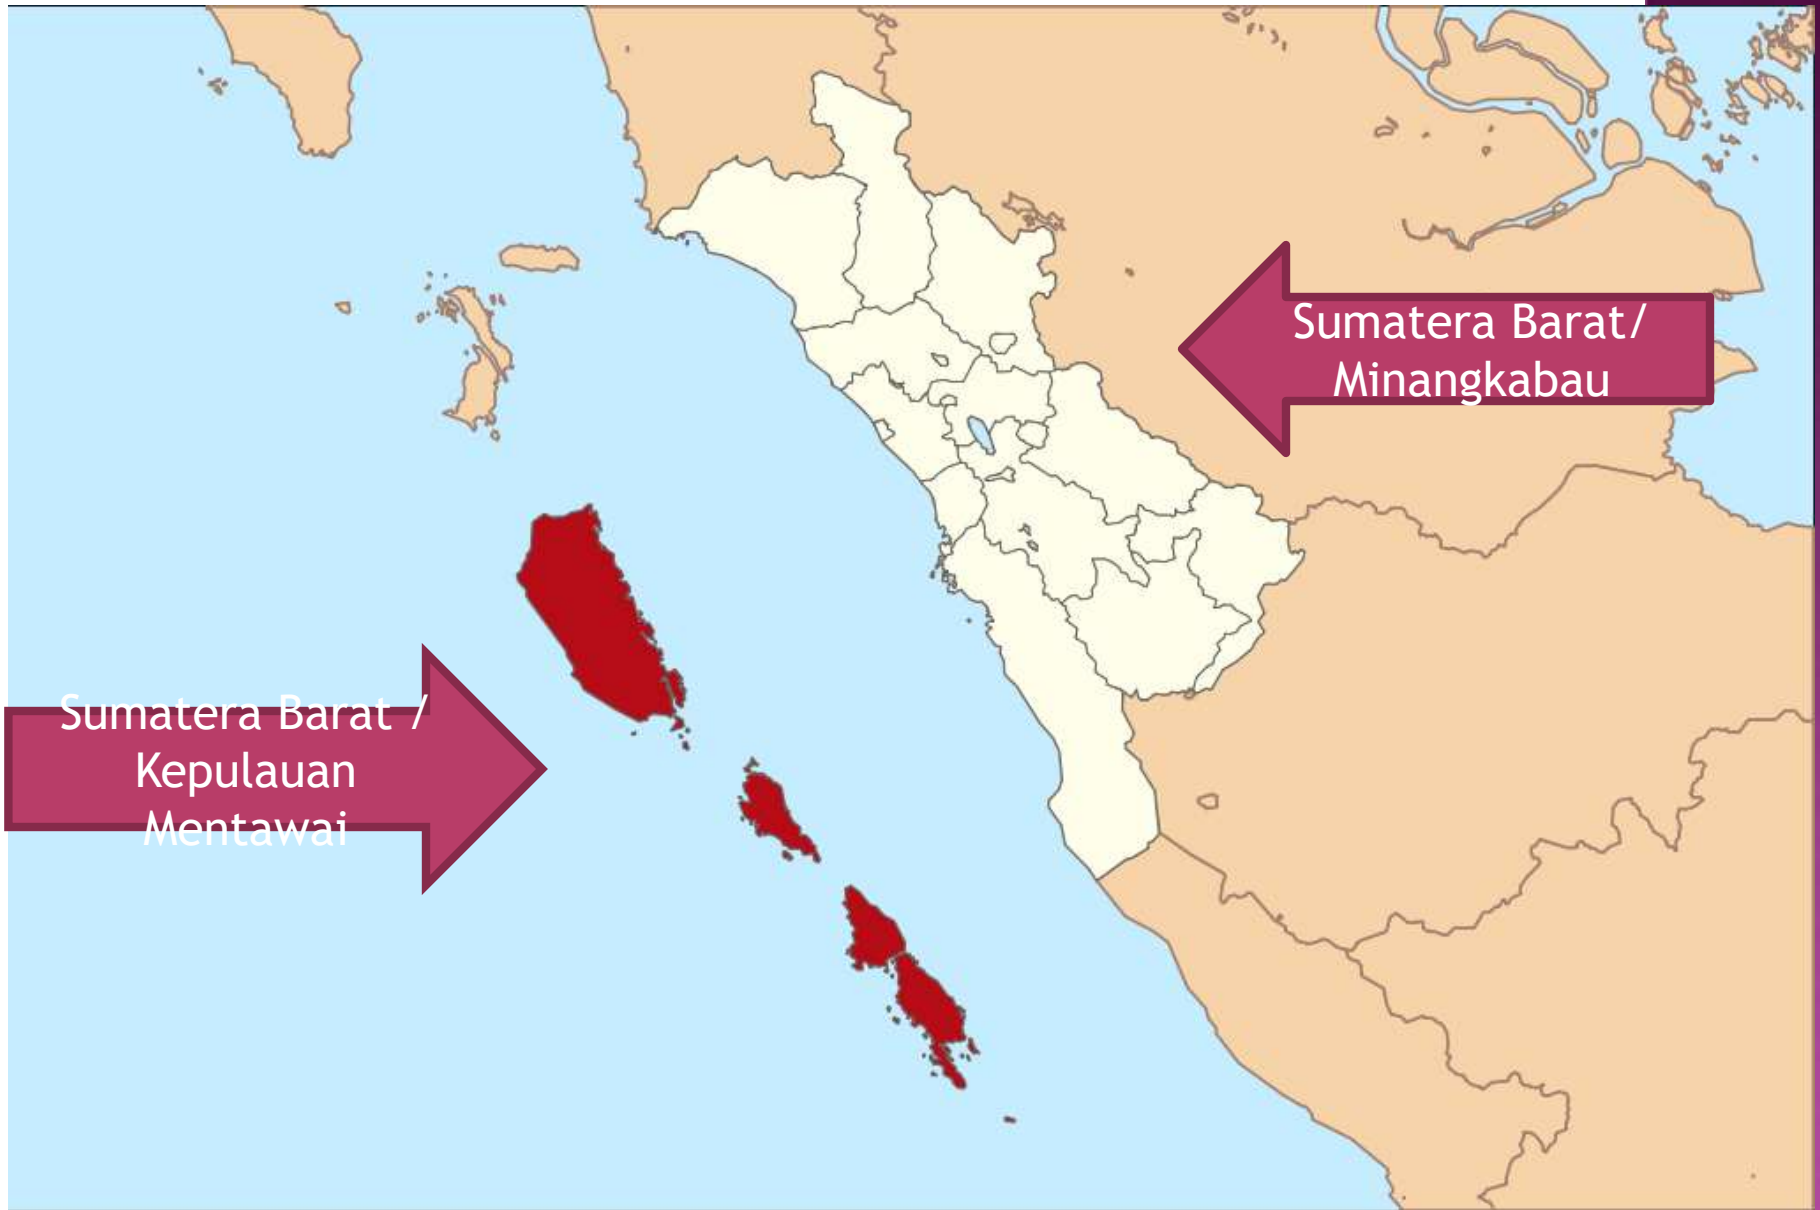 Sumatera Barat/
Minangkabau
Sumatera Barat /
Kepulauan
Mentawai